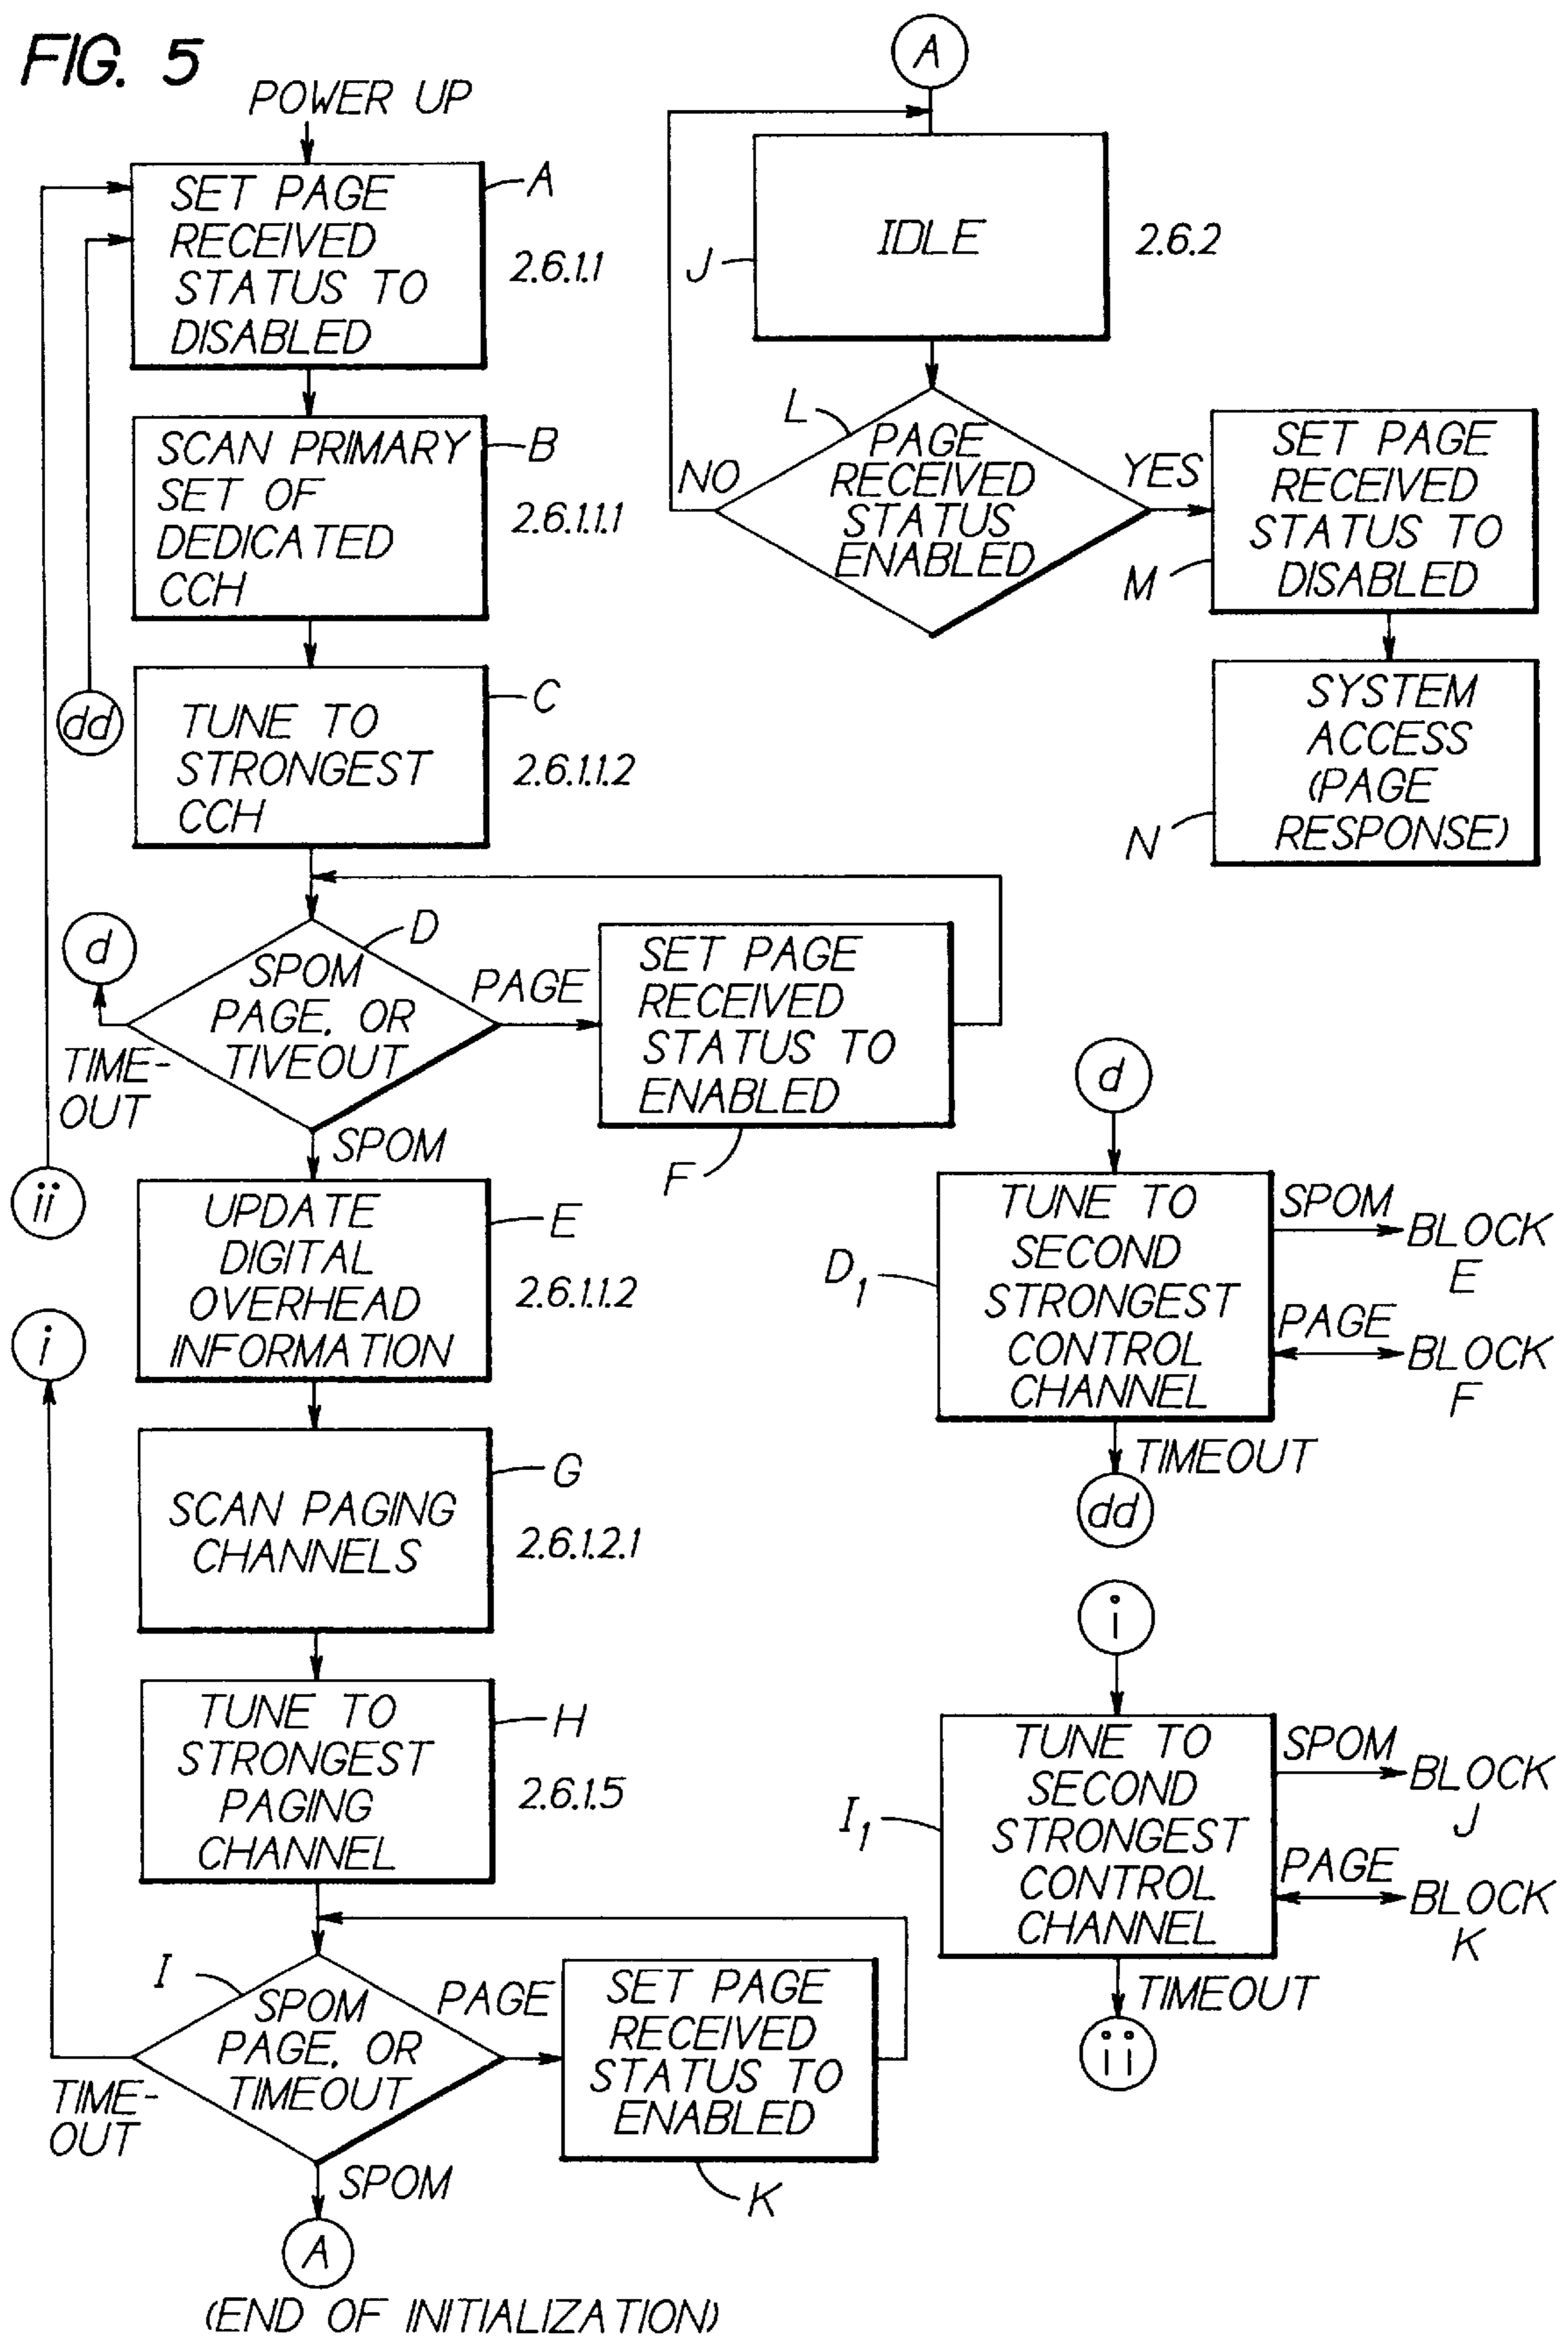 FIG. 5
POWER UP
SET PAGE
RECEIVED
STATUS TO
DISABLED
A
2.6.1.1
SCAN PRIMARY
SET OF
DEDICATED
CCH
B
2.6.1.1.1
TUNE TO
STRONGEST
CCH
C
2.6.1.1.2
dd
d
SPOM
PAGE, OR
TIVEOUT
D
TIME-
OUT
PAGE
SET PAGE
RECEIVED
STATUS TO
ENABLED
F
SPOM
ii
UPDATE
DIGITAL
OVERHEAD
INFORMATION
E
2.6.1.1.2
i
SCAN PAGING
CHANNELS
G
2.6.1.2.1
TUNE TO
STRONGEST
PAGING
CHANNEL
H
2.6.1.5
I
SPOM
PAGE, OR
TIMEOUT
TIME-
OUT
PAGE
SET PAGE
RECEIVED
STATUS TO
ENABLED
K
SPOM
A
(END OF INITIALIZATION)
A
IDLE
J
2.6.2
L
PAGE
RECEIVED
STATUS
ENABLED
NO
YES
SET PAGE
RECEIVED
STATUS TO
DISABLED
M
SYSTEM
ACCESS
(PAGE
RESPONSE)
N
d
TUNE TO
SECOND
STRONGEST
CONTROL
CHANNEL
D1
SPOM
BLOCK
E
PAGE
BLOCK
F
TIMEOUT
dd
i
TUNE TO
SECOND
STRONGEST
CONTROL
CHANNEL
I1
SPOM
BLOCK
J
PAGE
BLOCK
K
TIMEOUT
ii